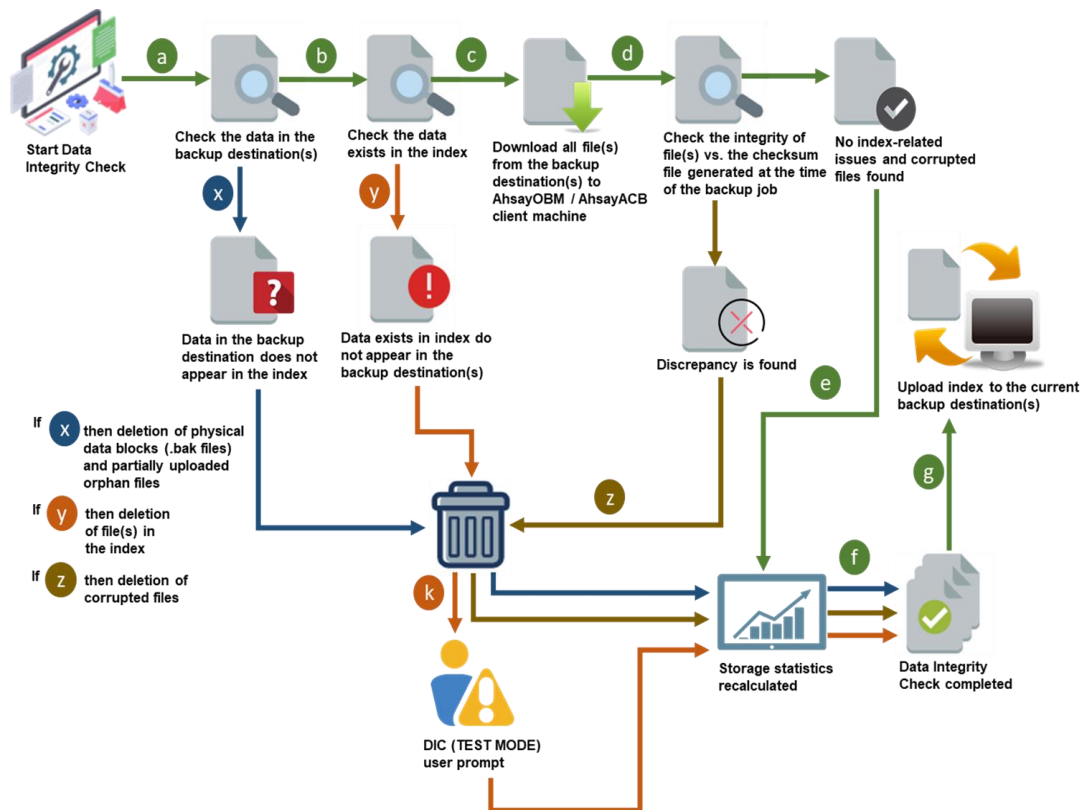 a
b
c
d
Start Data
Integrity Check
Check the data in the
backup destination(s)
Check the data
exists in the index
Download all file(s)
from the backup
destination(s) to
AhsayOBM / AhsayACB
client machine
Check the integrity of
file(s) vs. the checksum
file generated at the time
of the backup job
No index-related
issues and corrupted
files found
x
y
?
!
Data in the backup
destination does not
appear in the index
Data exists in index do
not appear in the
backup destination(s)
Discrepancy is found
Upload index to the current
backup destination(s)
e
If x then deletion of physical
data blocks (.bak files)
and partially uploaded
orphan files
If y then deletion
of file(s) in
the index
If z then deletion of
corrupted files
z
g
k
f
Storage statistics
recalculated
Data Integrity
Check completed
DIC (TEST MODE)
user prompt